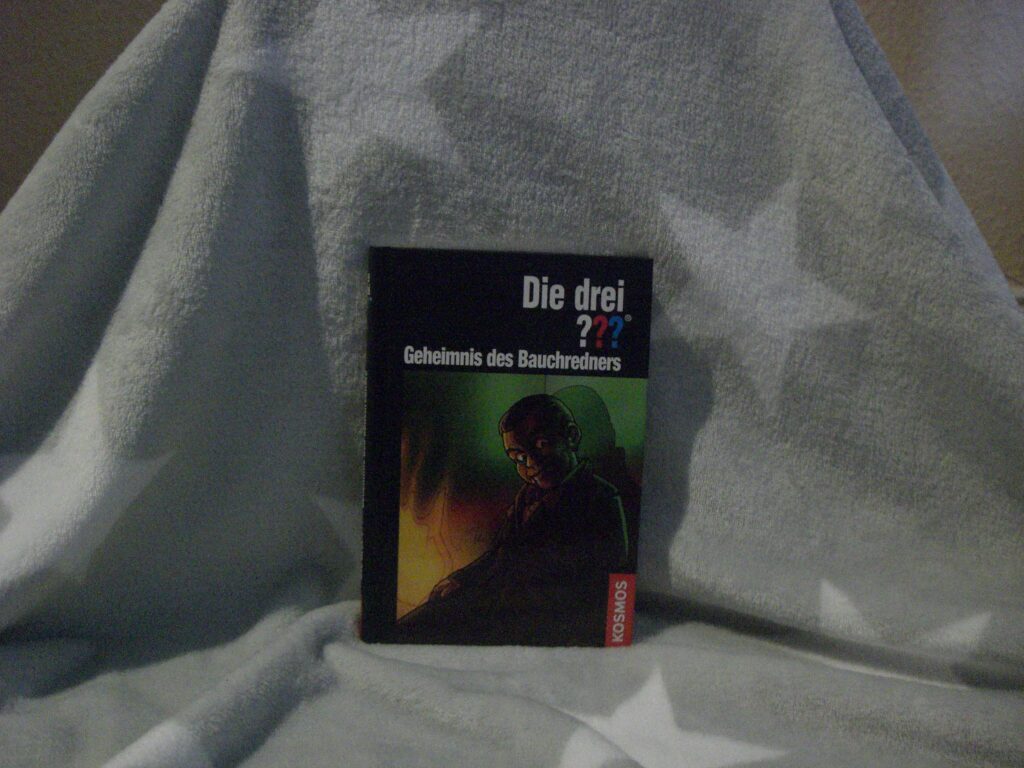 Die drei
???®
Geheimnis des Bauchredners
KOSMOS